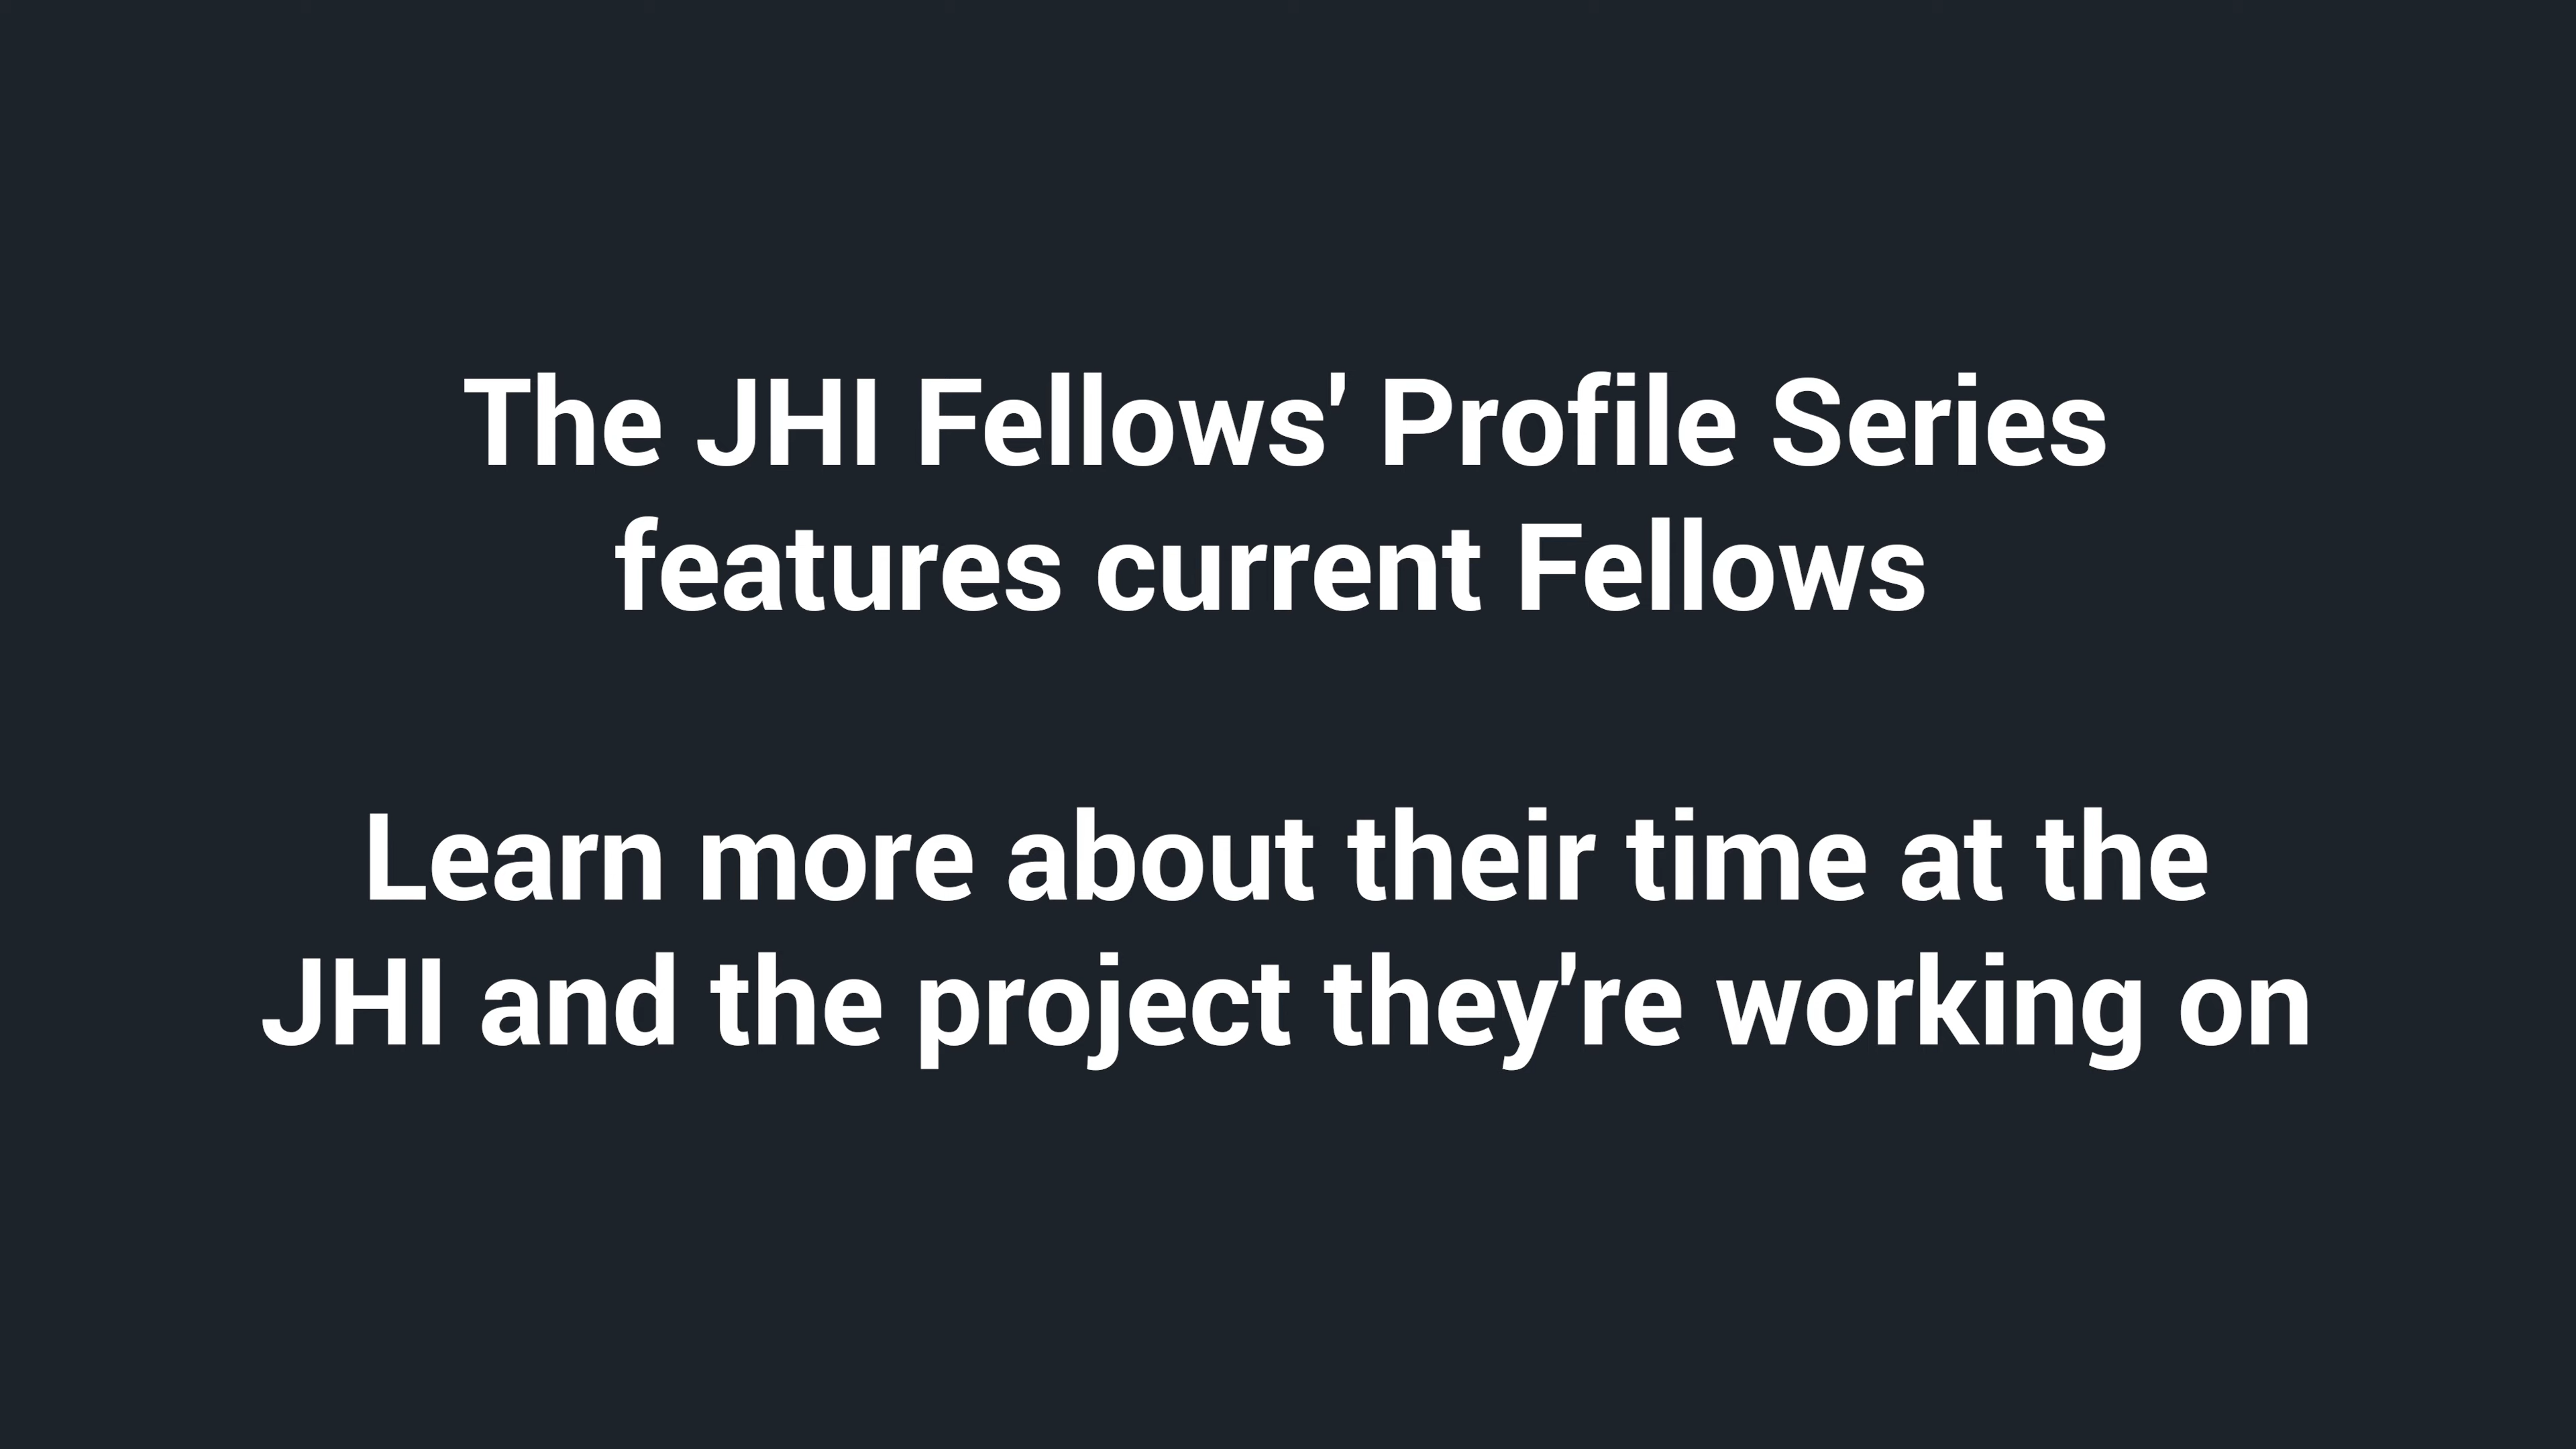 The JHI Fellows' Profile Series
features current Fellows
Learn more about their time at the
JHI and the project they're working on